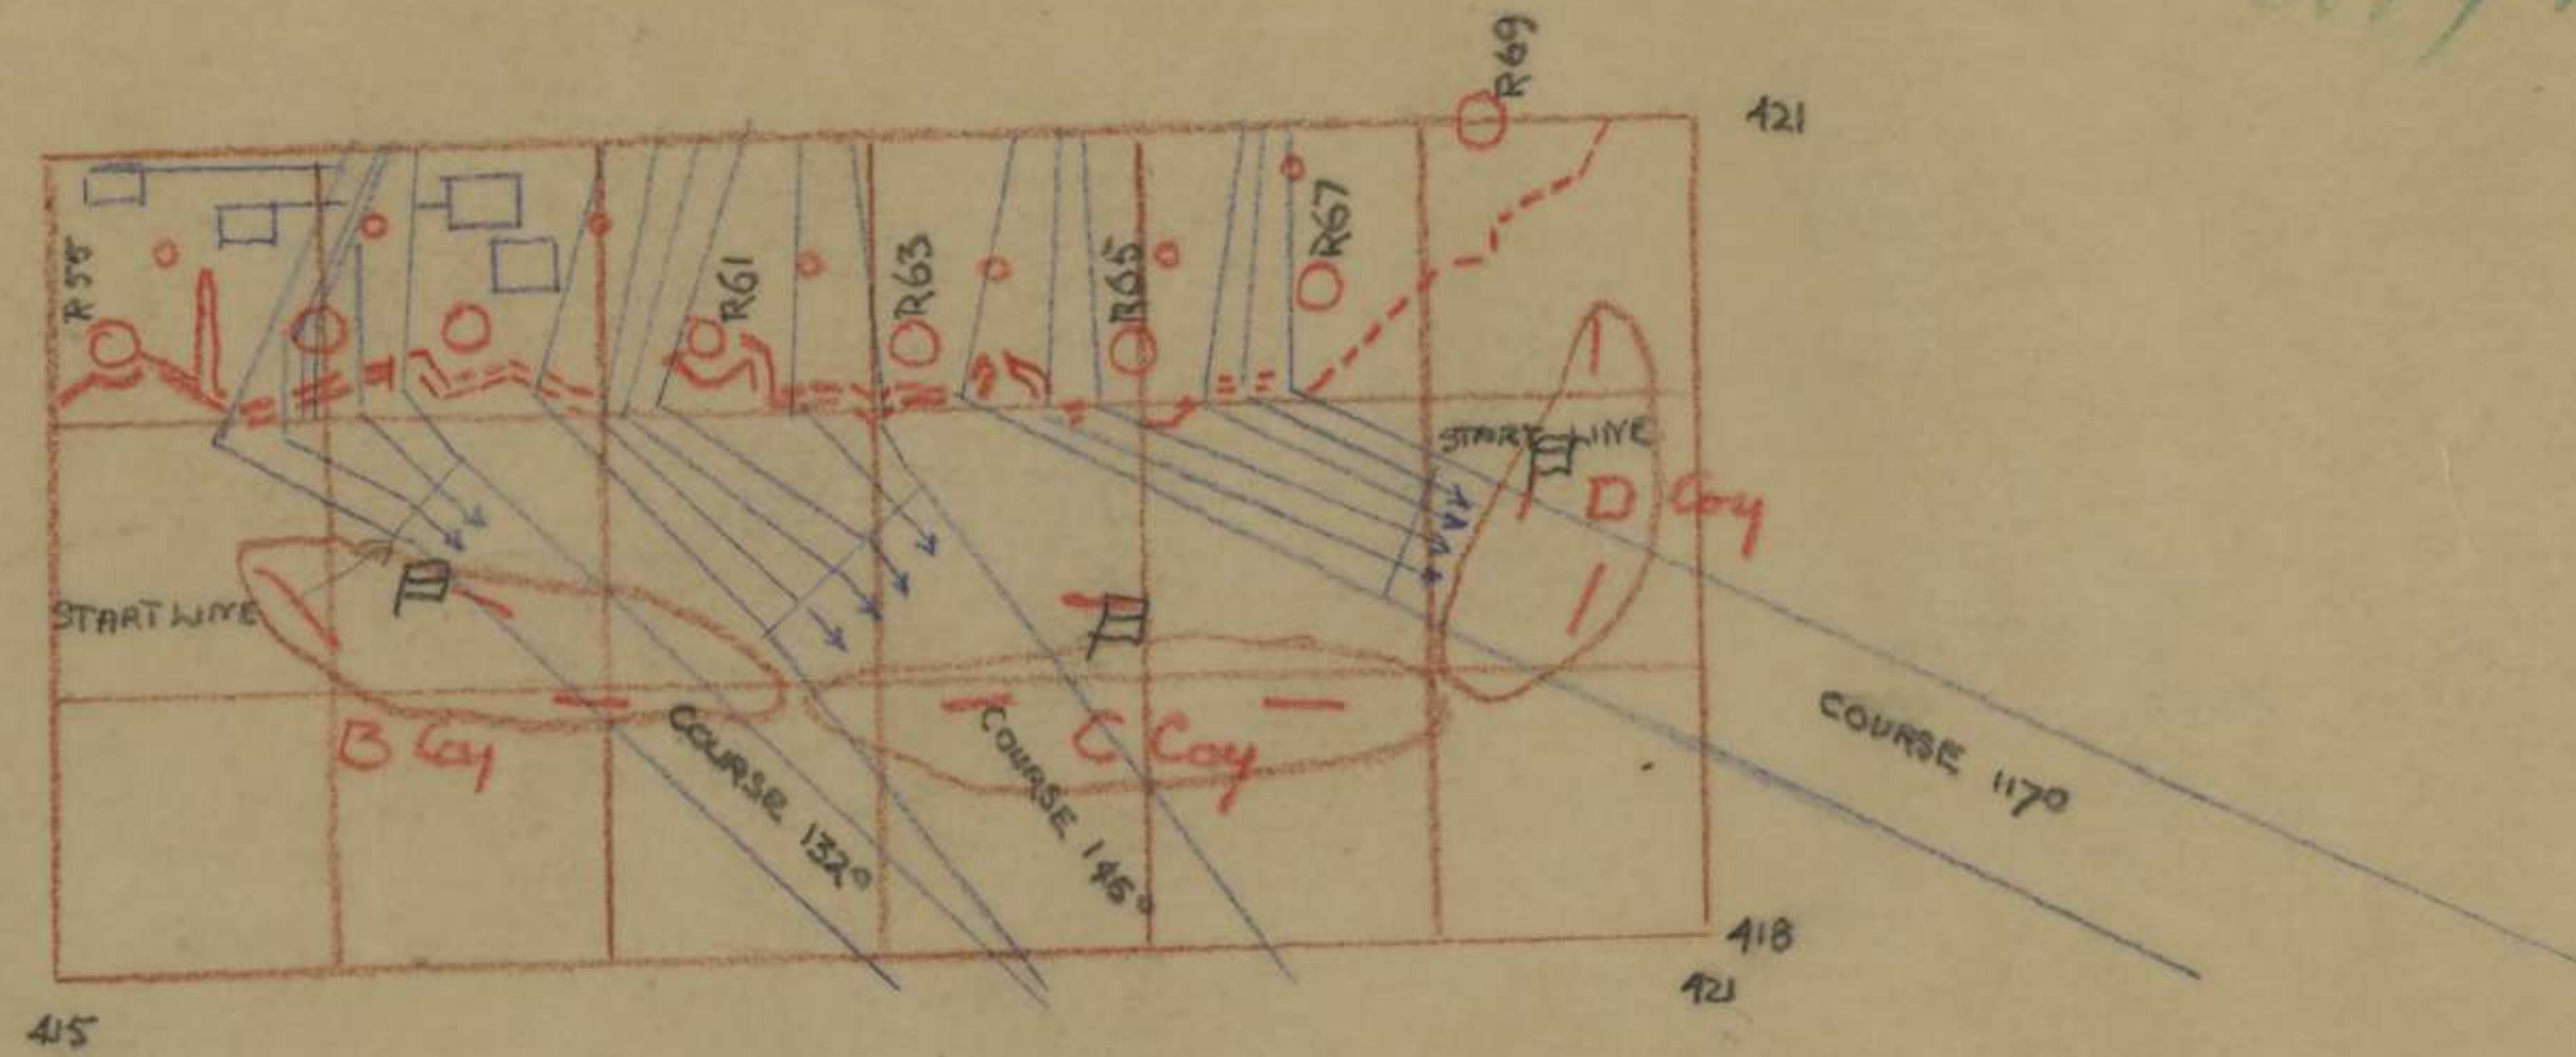 R69
421
R55
R61
R63
R65
R67
START LINE
D Coy
START LINE
B Coy
COURSE 132°
COURSE 146°
C Coy
COURSE 117°
418
421
415